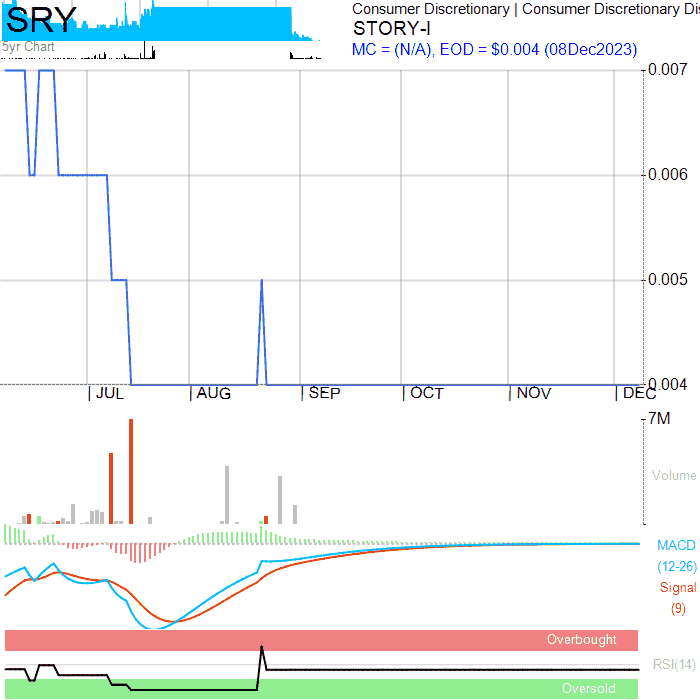 SRY
5yr Chart
Consumer Discretionary | Consumer Discretionary Dis
STORY-I
MC = (N/A), EOD = $0.004 (08Dec2023)
0.007
0.006
0.005
0.004
JUL AUG SEP OCT NOV DEC
7M
Volume
MACD
(12-26)
Signal
(9)
Overbought
RSI(14)
Oversold